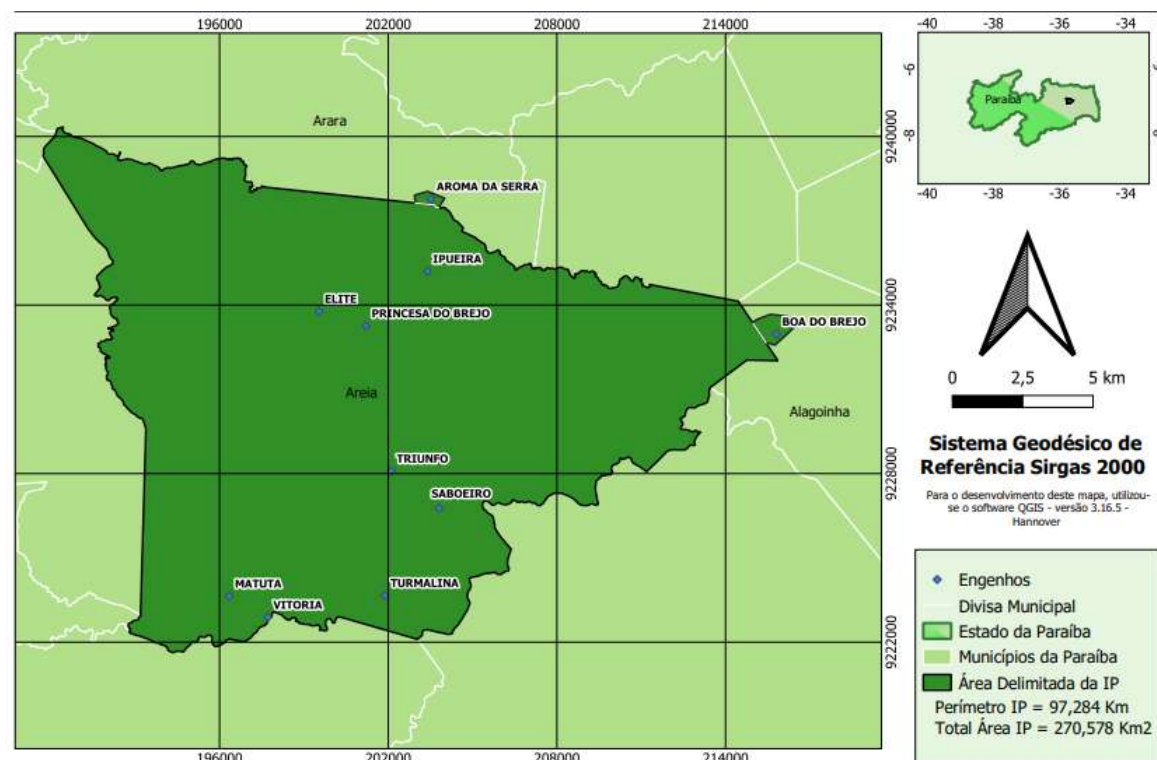 196000
202000
208000
214000
Arara
AROMA DA SERRA
IPUEIRA
ELITE
PRINCESA DO BREJO
BOA DO BREJO
Areia
Alagoinha
TRIUNFO
SABOEIRO
MATUTA
VITORIA
TURMALINA
9240000
9234000
9228000
9222000
196000
202000
208000
214000
-40
-38
-36
-34
-6
-8
Paraíba
-6
-8
-40
-38
-36
-34
0
2,5
5 km
Sistema Geodésico de
Referência Sirgas 2000
Para o desenvolvimento deste mapa, utilizou-
se o software QGIS - versão 3.16.5 -
Hannover
Engenhos
Divisa Municipal
Estado da Paraíba
Municípios da Paraíba
Área Delimitada da IP
Perímetro IP = 97,284 Km
Total Área IP = 270,578 Km2